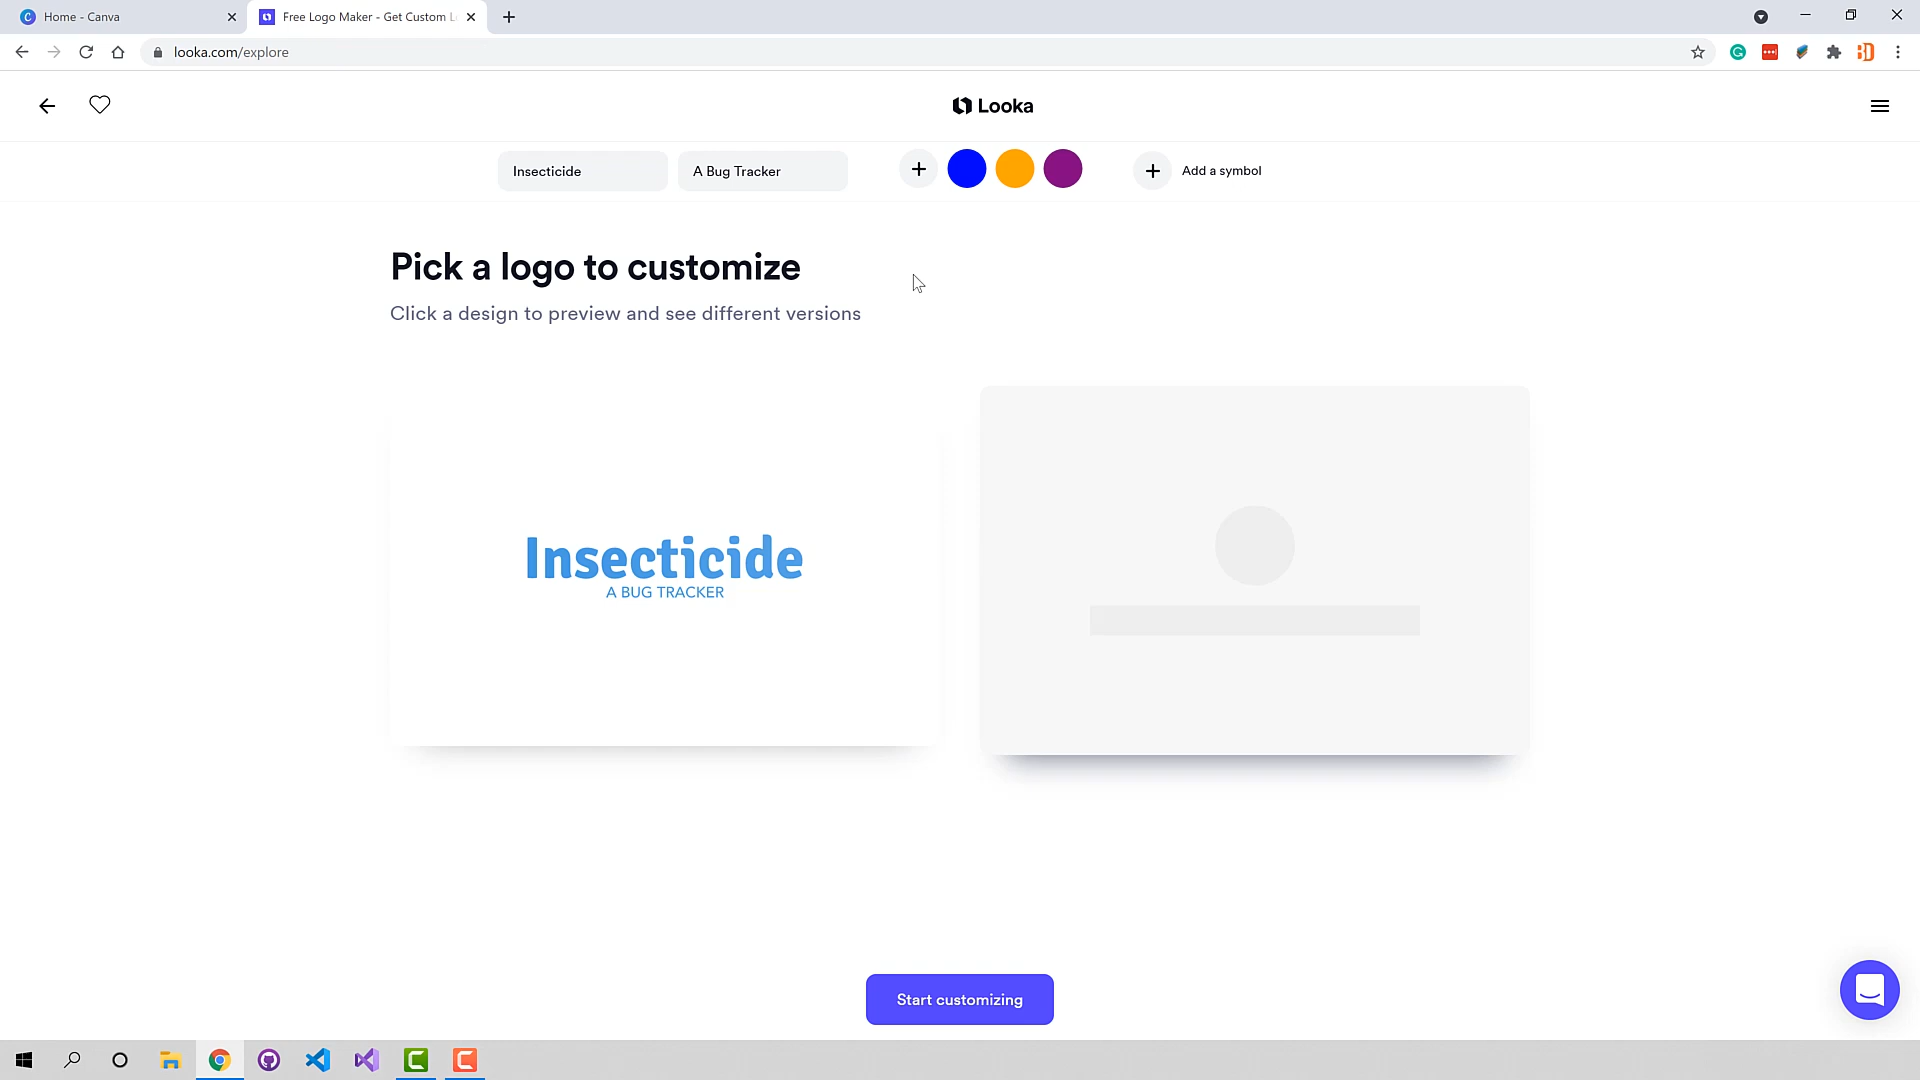 Home - Canva
Free Logo Maker - Get Custom L
looka.com/explore
Looka
Insecticide
A Bug Tracker
Add a symbol
Pick a logo to customize
Click a design to preview and see different versions
Insecticide
A BUG TRACKER
Start customizing